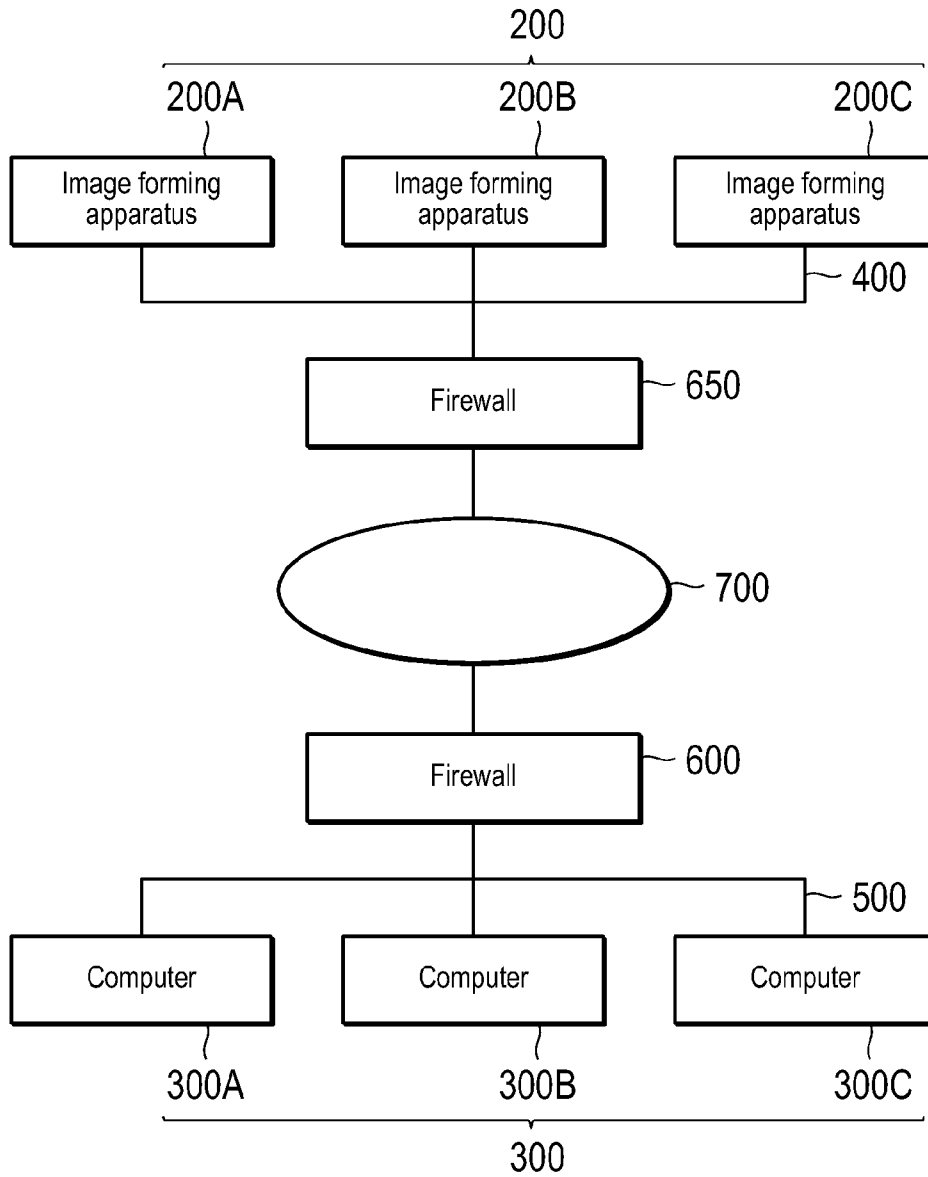 200
200A
200B
200C
Image forming
apparatus
Image forming
apparatus
Image forming
apparatus
400
Firewall
650
700
Firewall
600
500
Computer
Computer
Computer
300A
300B
300C
300